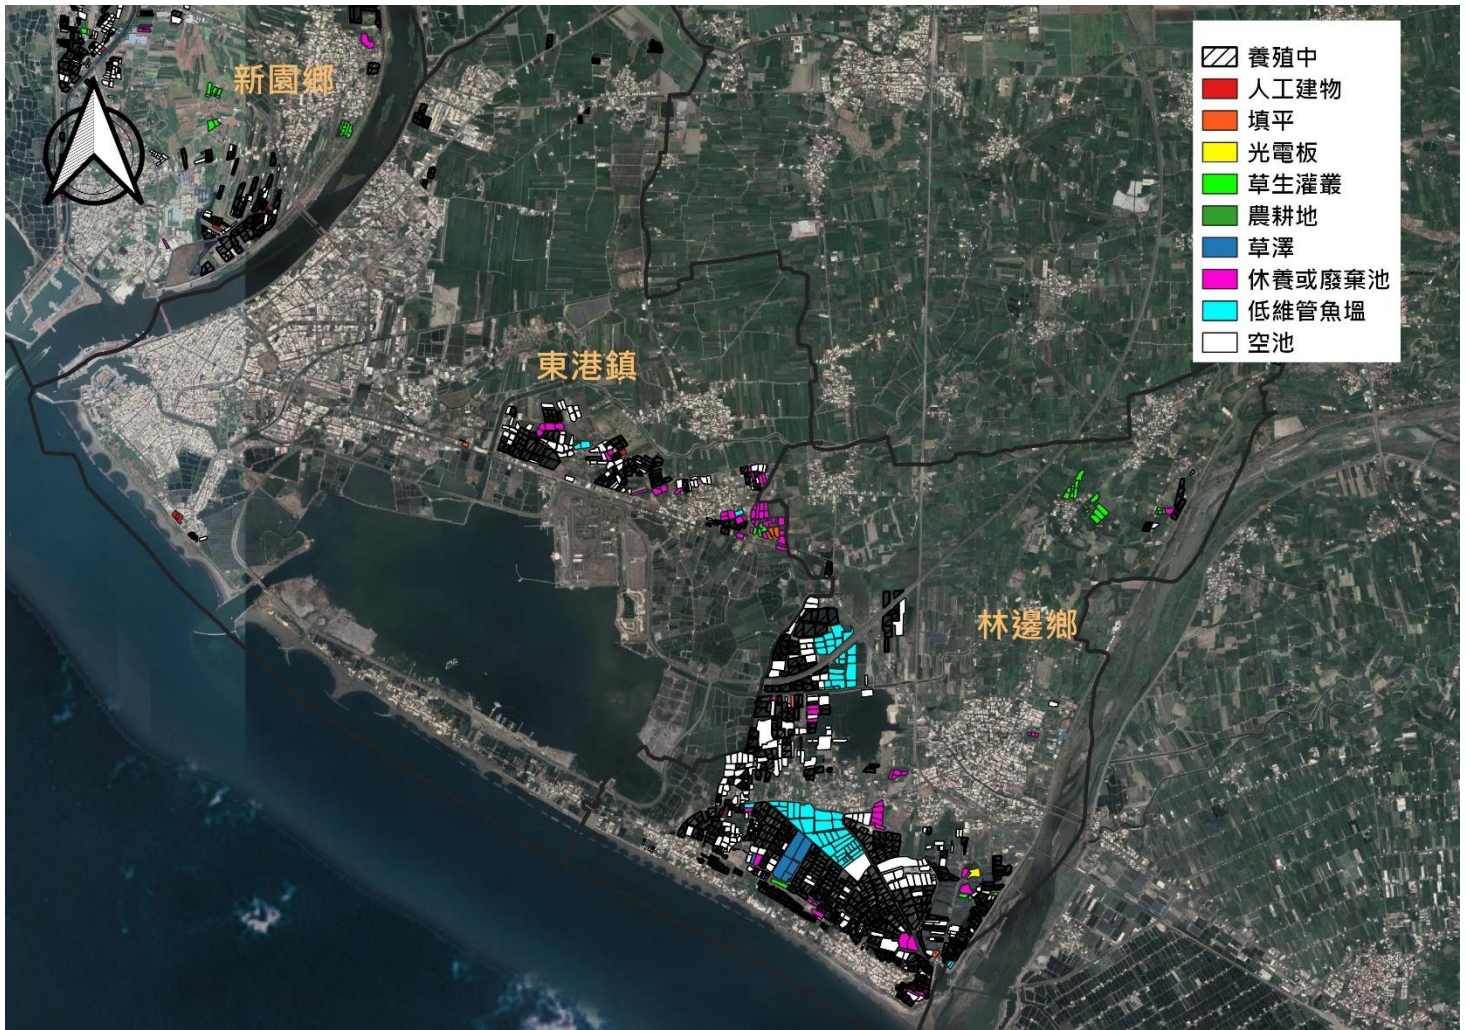 新園鄉
東港鎮
林邊鄉
養殖中
人工建物
填平
光電板
草生灌叢
農耕地
草澤
休養或廢棄池
低維管魚塭
空池